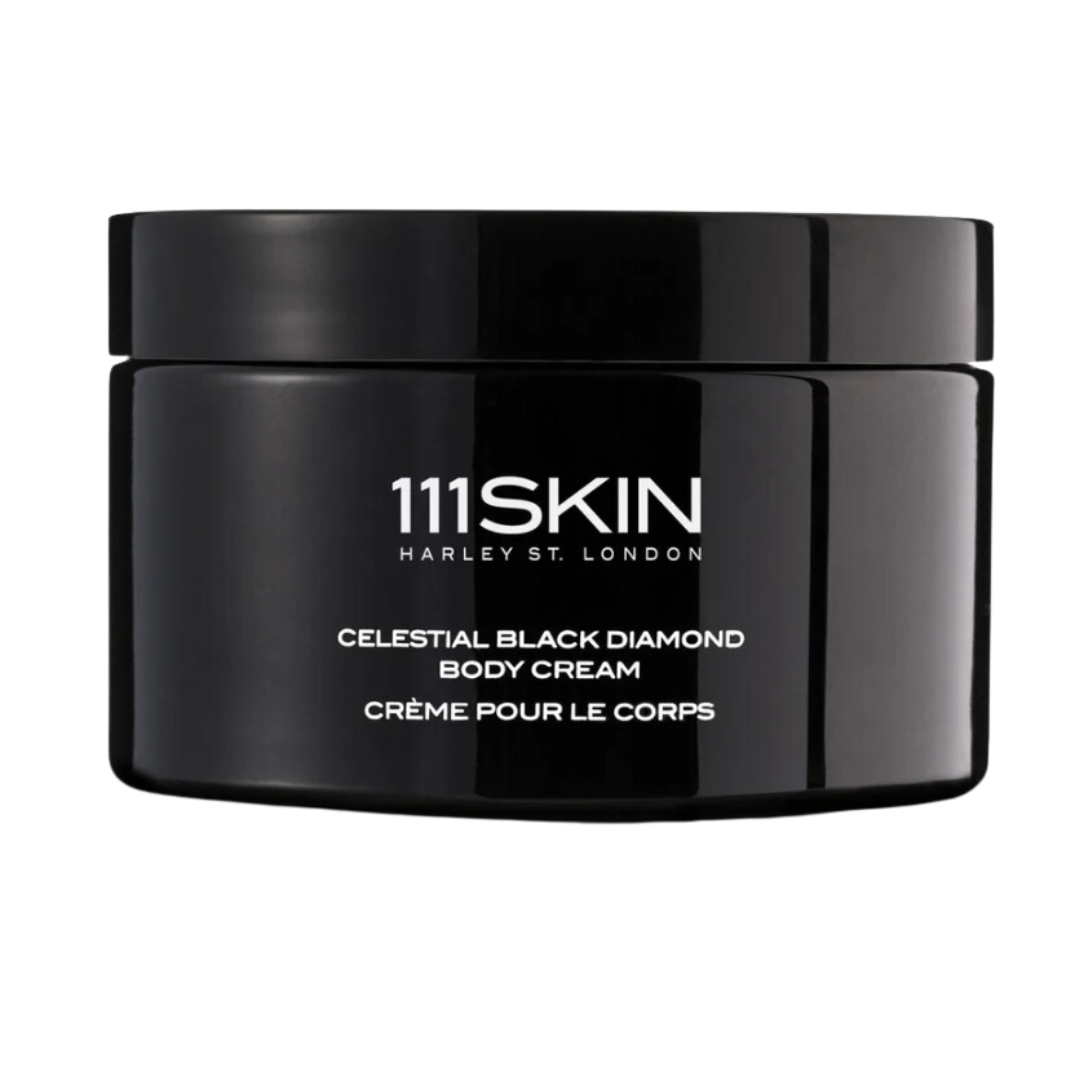 111SKIN
HARLEY ST. LONDON
CELESTIAL BLACK DIAMOND
BODY CREAM
CRÈME POUR LE CORPS